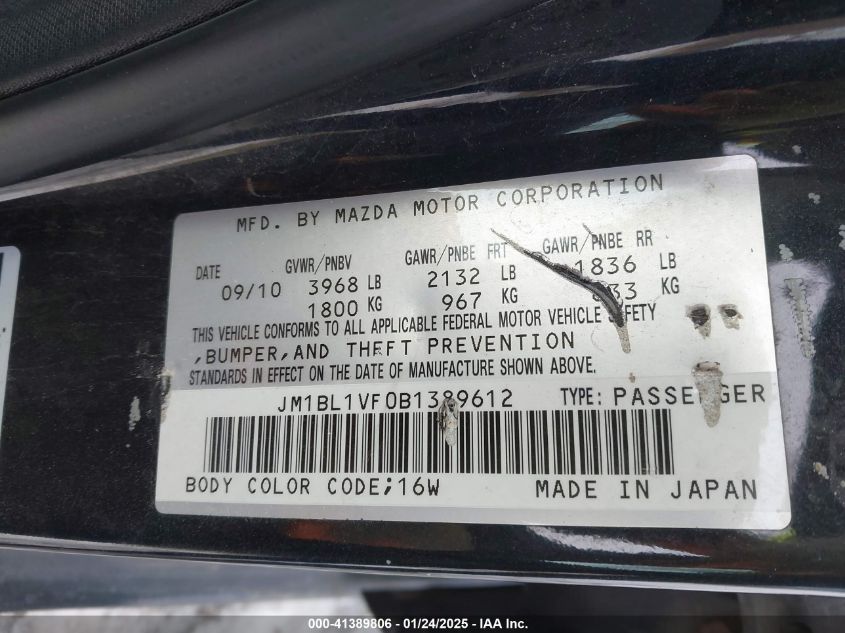 MFD. BY MAZDA MOTOR CORPORATION
DATE GVWR/PNBV GAWR/PNBE FRT GAWR/PNBE RR
09/10 3968 LB 2132 LB 1836 LB
1800 KG 967 KG KG
THIS VEHICLE CONFORMS TO ALL APPLICABLE FEDERAL MOTOR VEHICLE SAFETY
,BUMPER,AND THEFT PREVENTION
STANDARDS IN EFFECT ON THE DATE OF MANUFACTURE SHOWN ABOVE.
JM1BL1VF0B1389612 TYPE: PASSENGER
BODY COLOR CODE;16W MADE IN JAPAN
000-41389806 - 01/24/2025 - IAA Inc.